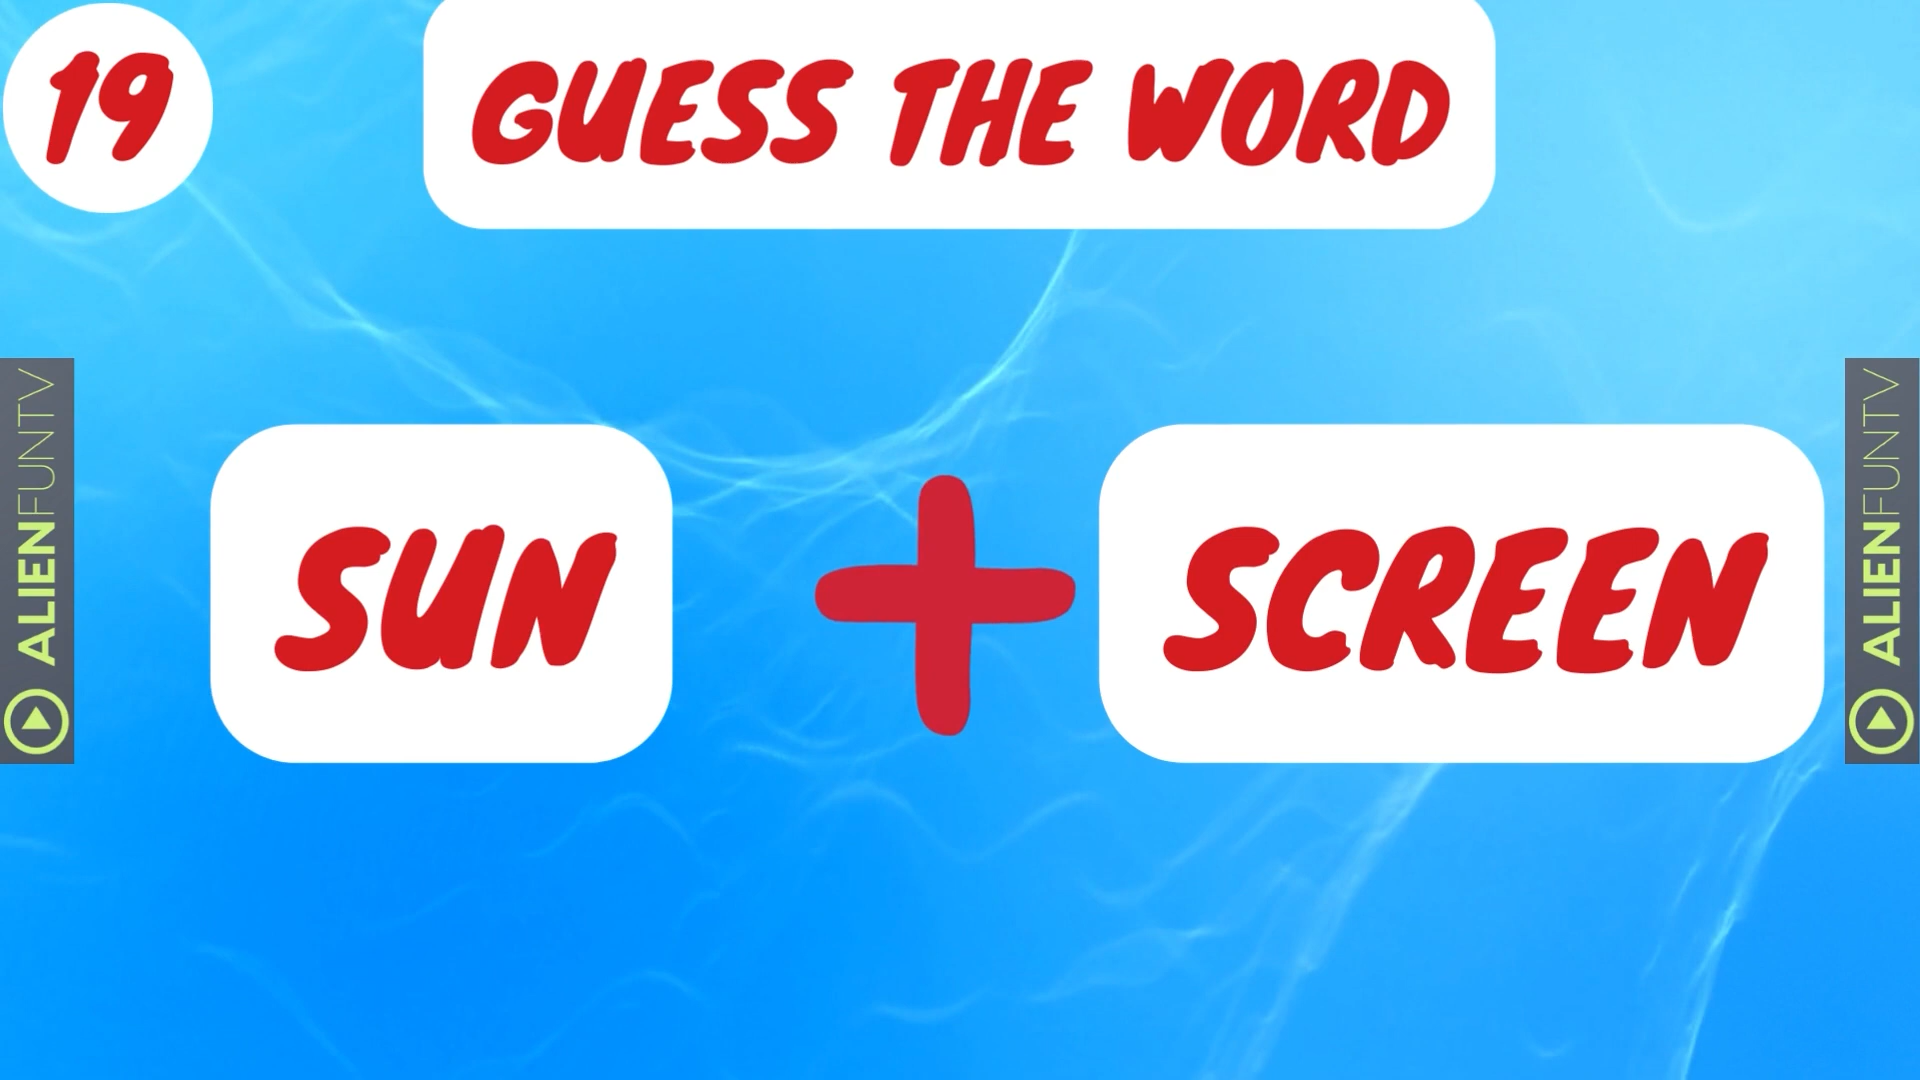 19
GUESS THE WORD
SUN
SCREEN
ALIENFUNTV
ALIENFUNTV